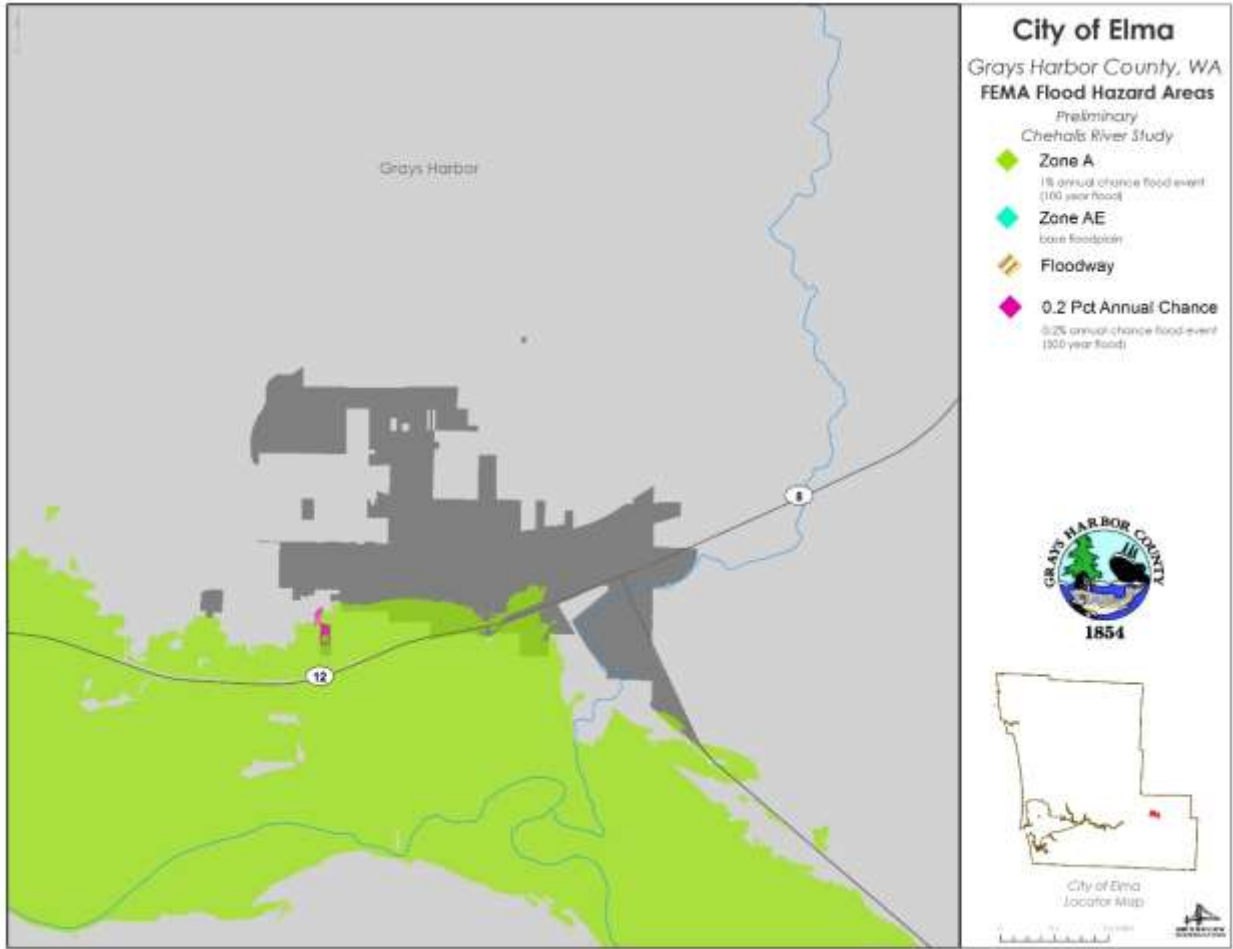 City of Elma
Grays Harbor County, WA
FEMA Flood Hazard Areas
Preliminary
Chehalis River Study
Zone A
1% annual chance flood event
(100 year flood)
Zone AE
base floodplain
Floodway
0.2 Pct Annual Chance
0.2% annual chance flood event
(500 year flood)
Grays Harbor
8
12
GRAYS HARBOR COUNTY
1854
City of Elma
Locator Map